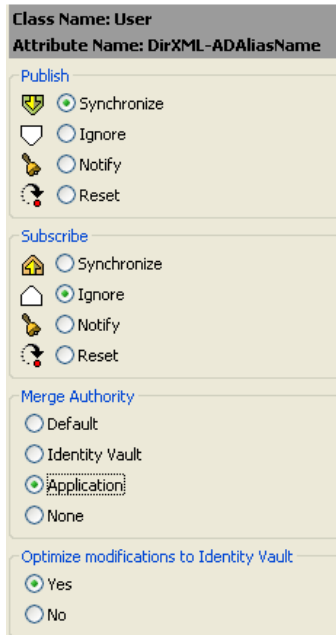 Class Name: User
Attribute Name: DirXML-ADAliasName
Publish
Synchronize
Ignore
Notify
Reset
Subscribe
Synchronize
Ignore
Notify
Reset
Merge Authority
Default
Identity Vault
Application
None
Optimize modifications to Identity Vault
Yes
No